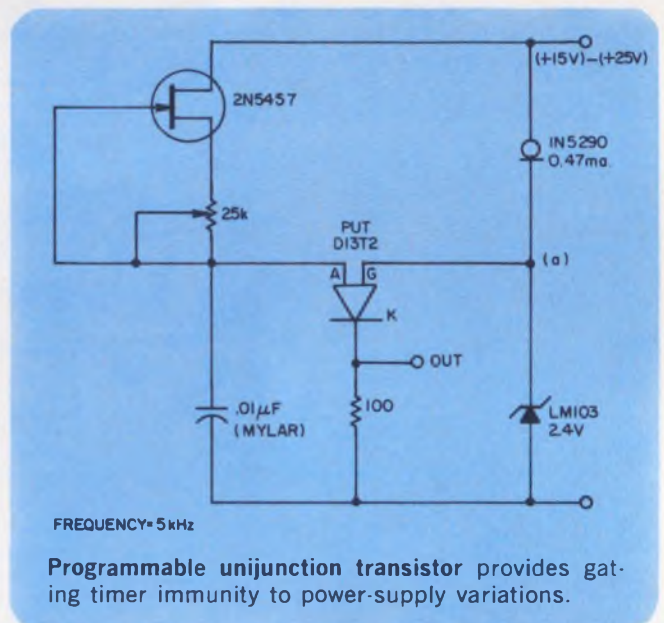 (+15V)-(+25V)
2N5457
IN5290
0.47ma.
25k
PUT
D13T2
A
G
(a)
K
OUT
.01µF
(MYLAR)
100
LM103
2.4V
FREQUENCY=5kHz
Programmable unijunction transistor provides gat-
ing timer immunity to power-supply variations.